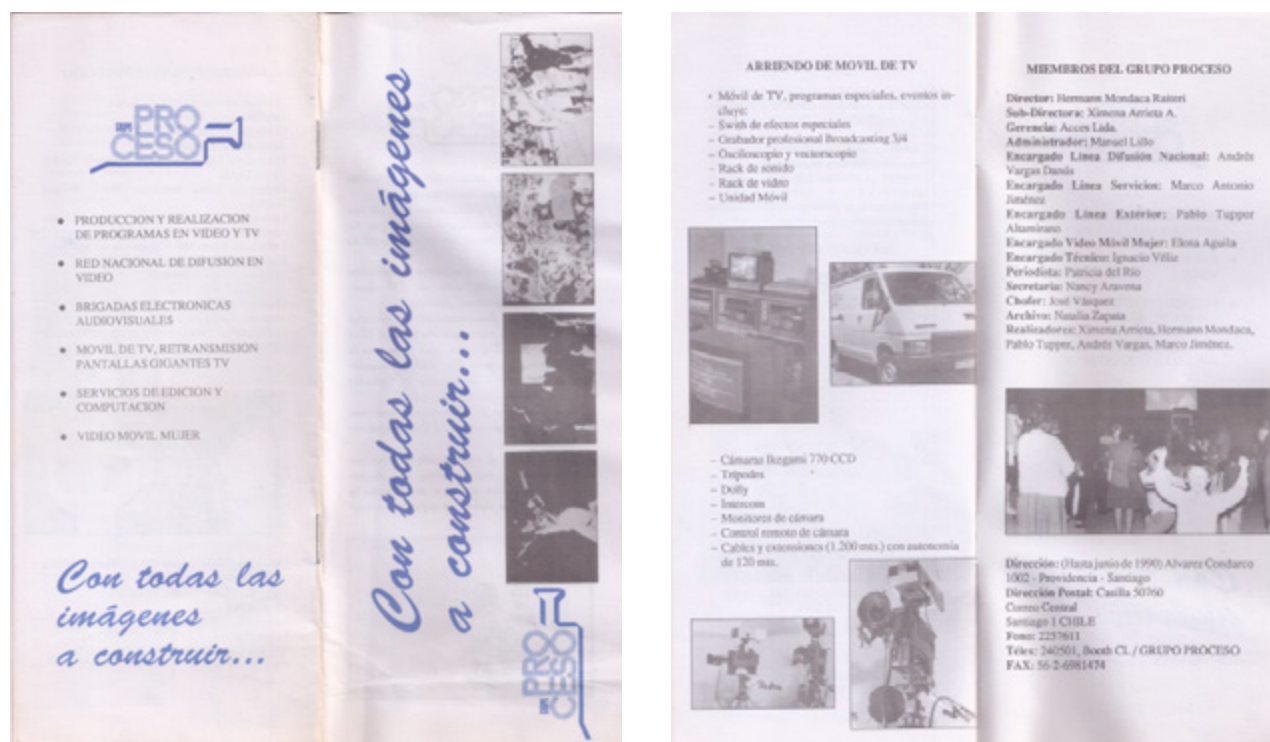 PRO
CESO
PRODUCCION Y REALIZACION
DE PROGRAMAS EN VIDEO Y TV
RED NACIONAL DE DIFUSION EN
VIDEO
BRIGADAS ELECTRONICAS
AUDIOVISUALES
MOVIL DE TV, RETRANSMISION
PANTALLAS GIGANTES TV
SERVICIOS DE EDICION Y
COMPUTACION
VIDEO MOVIL MUJER
Con todas las
imágenes
a construir...
Con todas las imágenes
a construir...
PRO
CESO
ARRIENDO DE MOVIL DE TV
• Móvil de TV, programas especiales, eventos in-
cluye:
– Swith de efectos especiales
– Grabador profesional Broadcasting 3/4
– Osciloscopio y vectorscopio
– Rack de sonido
– Rack de video
– Unidad Móvil
– Cámaras Ikegami 770 CCD
– Trípodes
– Dolly
– Intercom
– Monitores de cámara
– Control remoto de cámara
– Cables y extensiones (1.200 mts.) con autonomía
de 120 mts.
MIEMBROS DEL GRUPO PROCESO
Director: Hermann Mondaca Raiteri
Sub-Directora: Ximena Arrieta A.
Gerencia: Acces Ltda.
Administrador: Manuel Lillo
Encargado Línea Difusión Nacional: Andrés
Vargas Danús
Encargado Línea Servicios: Marco Antonio
Jiménez
Encargado Línea Exterior: Pablo Tupper
Altamirano
Encargado Video Móvil Mujer: Elena Aguila
Encargado Técnico: Ignacio Véliz
Periodista: Patricia del Río
Secretaria: Nancy Aravena
Chofer: José Vásquez
Archivo: Natalia Zapata
Realizadores: Ximena Arrieta, Hermann Mondaca,
Pablo Tupper, Andrés Vargas, Marco Jiménez.
Dirección: (Hasta junio de 1990) Alvarez Condarco
1002 - Providencia - Santiago
Dirección Postal: Casilla 50760
Correo Central
Santiago 1 CHILE
Fono: 2257611
Télex: 240501, Booth CL / GRUPO PROCESO
FAX: 56-2-6981474